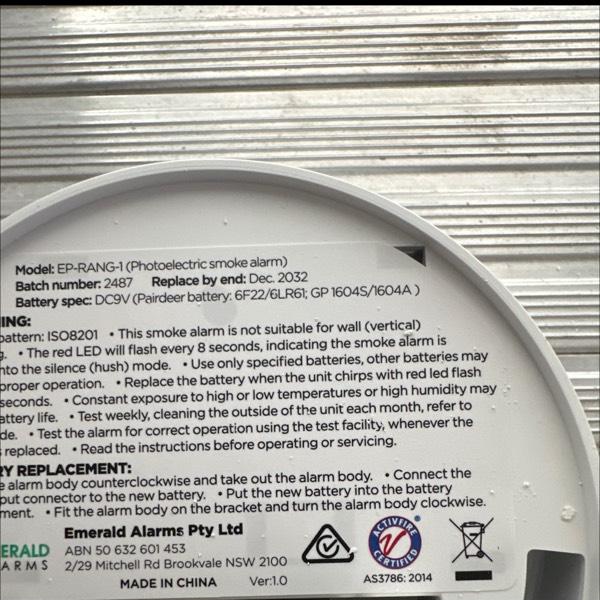 Model: EP-RANG-1 (Photoelectric smoke alarm)
Batch number: 2487 Replace by end: Dec. 2032
Battery spec: DC9V (Pairdeer battery: 6F22/6LR61; GP 1604S/1604A )
ING:
pattern: ISO8201 • This smoke alarm is not suitable for wall (vertical)
g. • The red LED will flash every 8 seconds, indicating the smoke alarm is
nto the silence (hush) mode. • Use only specified batteries, other batteries may
proper operation. • Replace the battery when the unit chirps with red led flash
seconds. • Constant exposure to high or low temperatures or high humidity may
attery life. • Test weekly, cleaning the outside of the unit each month, refer to
de. • Test the alarm for correct operation using the test facility, whenever the
s replaced. • Read the instructions before operating or servicing.
RY REPLACEMENT:
e alarm body counterclockwise and take out the alarm body. • Connect the
put connector to the new battery. • Put the new battery into the battery
ment. • Fit the alarm body on the bracket and turn the alarm body clockwise.
Emerald Alarms Pty Ltd
ERALD ABN 50 632 601 453
ARMS 2/29 Mitchell Rd Brookvale NSW 2100
MADE IN CHINA Ver:1.0
ACTIVFIRE
CERTIFIED
AS3786: 2014